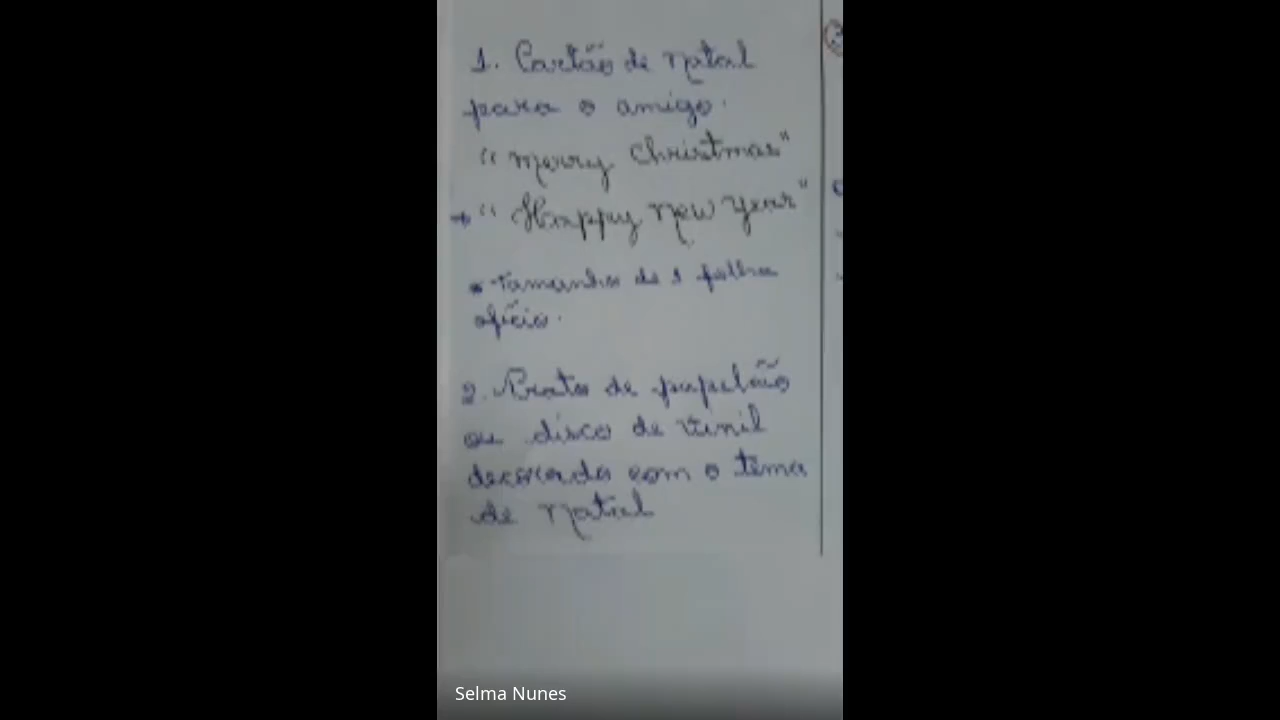 1. Cartão de natal
para o amigo.
"Merry Christmas"
→ "Happy New Year"
• Tamanho de 1 folha
ofício.
2. Prato de papelão
ou disco de vinil
decorado com o tema
de natal
Selma Nunes